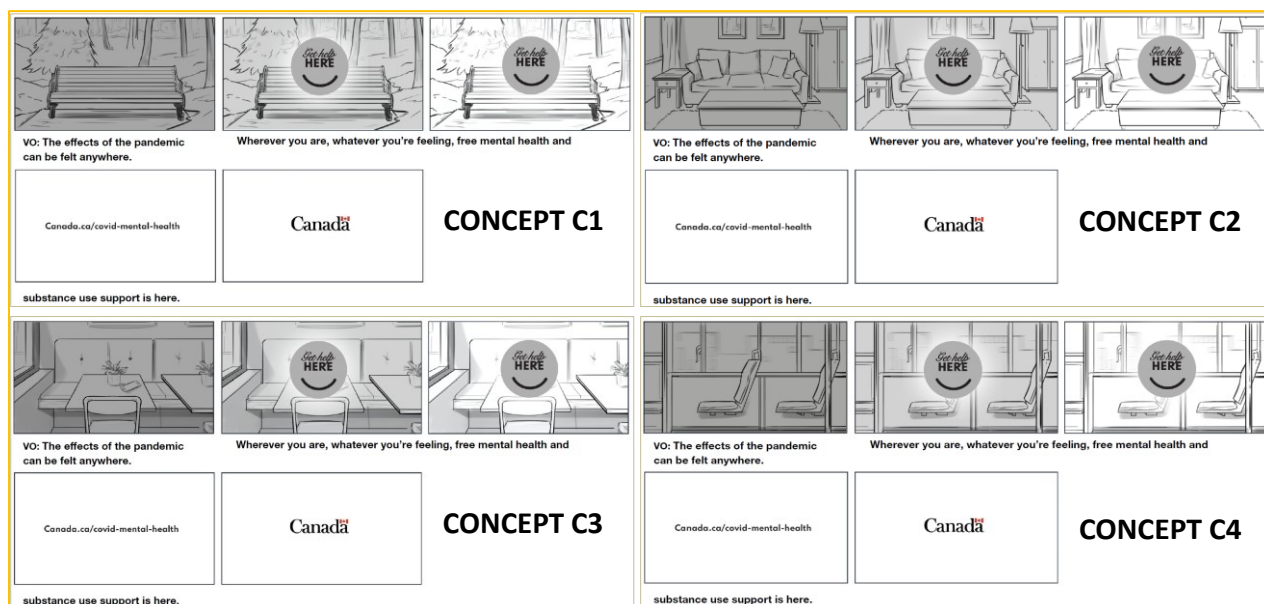 Get help
HERE
Get help
HERE
VO: The effects of the pandemic
can be felt anywhere.
Wherever you are, whatever you're feeling, free mental health and
Canada.ca/covid-mental-health
Canada
CONCEPT C1
substance use support is here.
Get help
HERE
Get help
HERE
VO: The effects of the pandemic
can be felt anywhere.
Wherever you are, whatever you're feeling, free mental health and
Canada.ca/covid-mental-health
Canada
CONCEPT C2
substance use support is here.
Get help
HERE
Get help
HERE
VO: The effects of the pandemic
can be felt anywhere.
Wherever you are, whatever you're feeling, free mental health and
Canada.ca/covid-mental-health
Canada
CONCEPT C3
substance use support is here.
Get help
HERE
Get help
HERE
VO: The effects of the pandemic
can be felt anywhere.
Wherever you are, whatever you're feeling, free mental health and
Canada.ca/covid-mental-health
Canada
CONCEPT C4
substance use support is here.